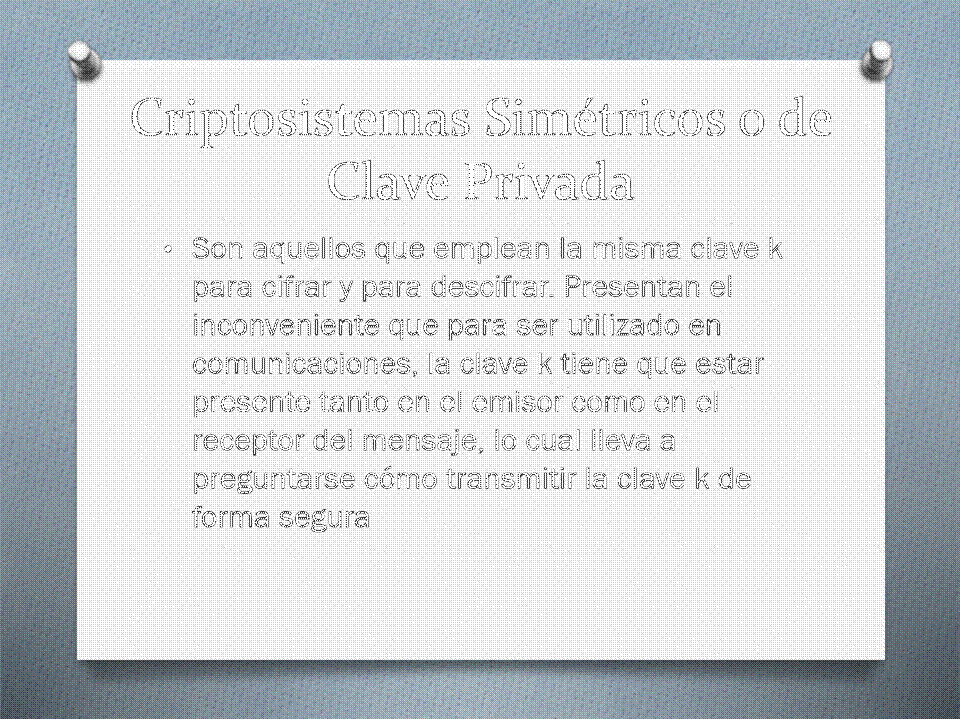 Criptosistemas Simétricos o de
Clave Privada
• Son aquellos que emplean la misma clave k
para cifrar y para descifrar. Presentan el
inconveniente que para ser utilizado en
comunicaciones, la clave k tiene que estar
presente tanto en el emisor como en el
receptor del mensaje, lo cual lleva a
preguntarse cómo transmitir la clave k de
forma segura